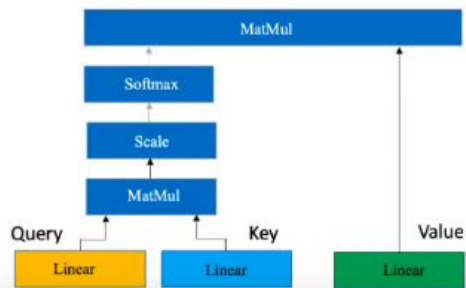 MatMul
Softmax
Scale
MatMul
Query Key Value
Linear Linear Linear